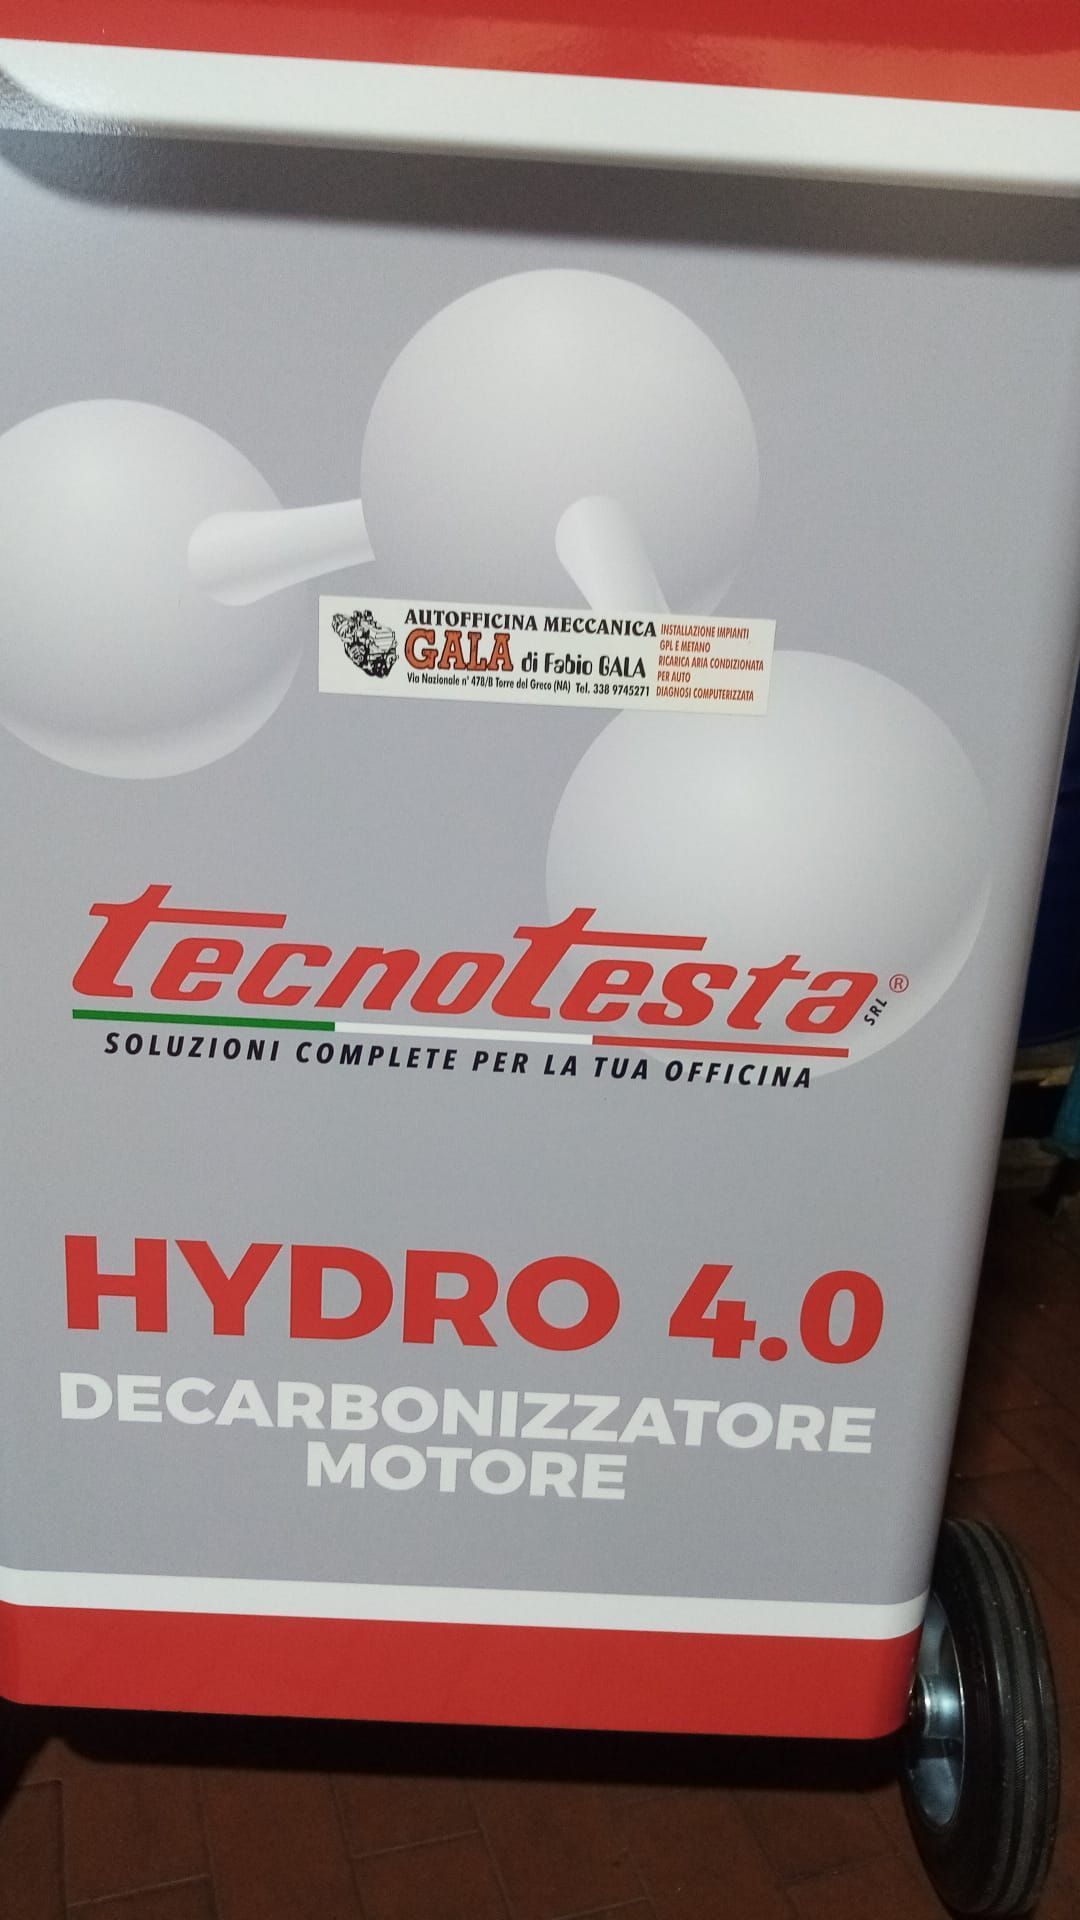 AUTOFFICINA MECCANICA
GALA di Fabio GALA
Via Nazionale n° 478/B Torre del Greco (NA) Tel. 338 9745271
INSTALLAZIONE IMPIANTI
GPL E METANO
RICARICA ARIA CONDIZIONATA
PER AUTO
DIAGNOSI COMPUTERIZZATA
tecnotesta SRL ®
SOLUZIONI COMPLETE PER LA TUA OFFICINA
HYDRO 4.0
DECARBONIZZATORE
MOTORE